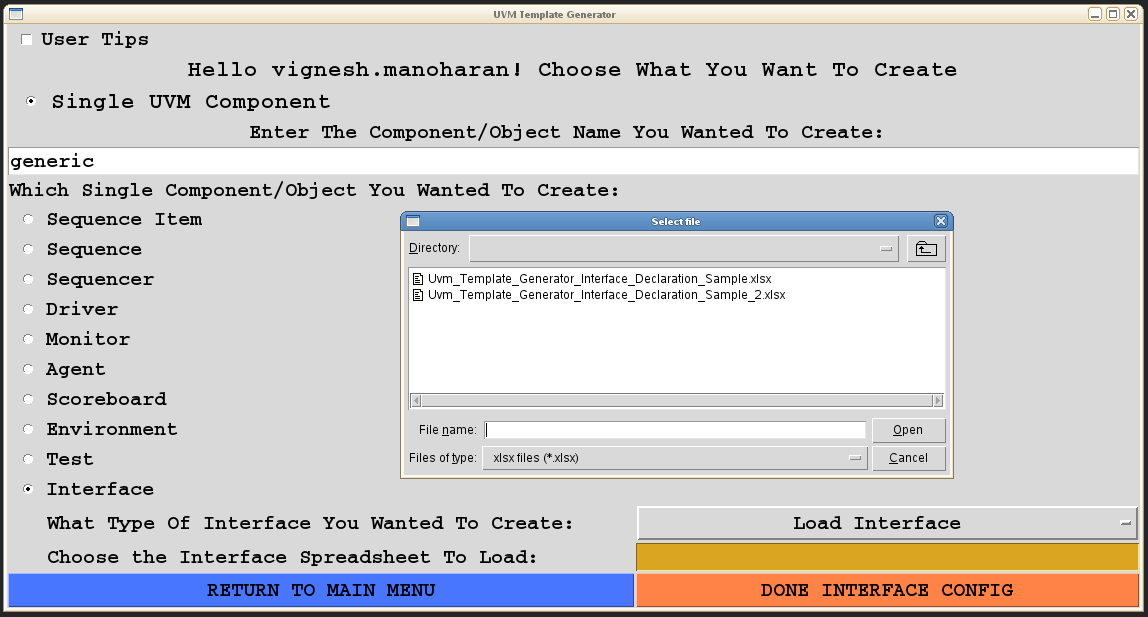 UVM Template Generator
User Tips
Hello vignesh.manoharan! Choose What You Want To Create
Single UVM Component
Enter The Component/Object Name You Wanted To Create:
generic
Which Single Component/Object You Wanted To Create:
Sequence Item
Sequence
Sequencer
Driver
Monitor
Agent
Scoreboard
Environment
Test
Interface
Select file
Directory:
Uvm_Template_Generator_Interface_Declaration_Sample.xlsx
Uvm_Template_Generator_Interface_Declaration_Sample_2.xlsx
File name:
Open
Files of type: xlsx files (*.xlsx)
Cancel
What Type Of Interface You Wanted To Create: Load Interface
Choose the Interface Spreadsheet To Load:
RETURN TO MAIN MENU
DONE INTERFACE CONFIG